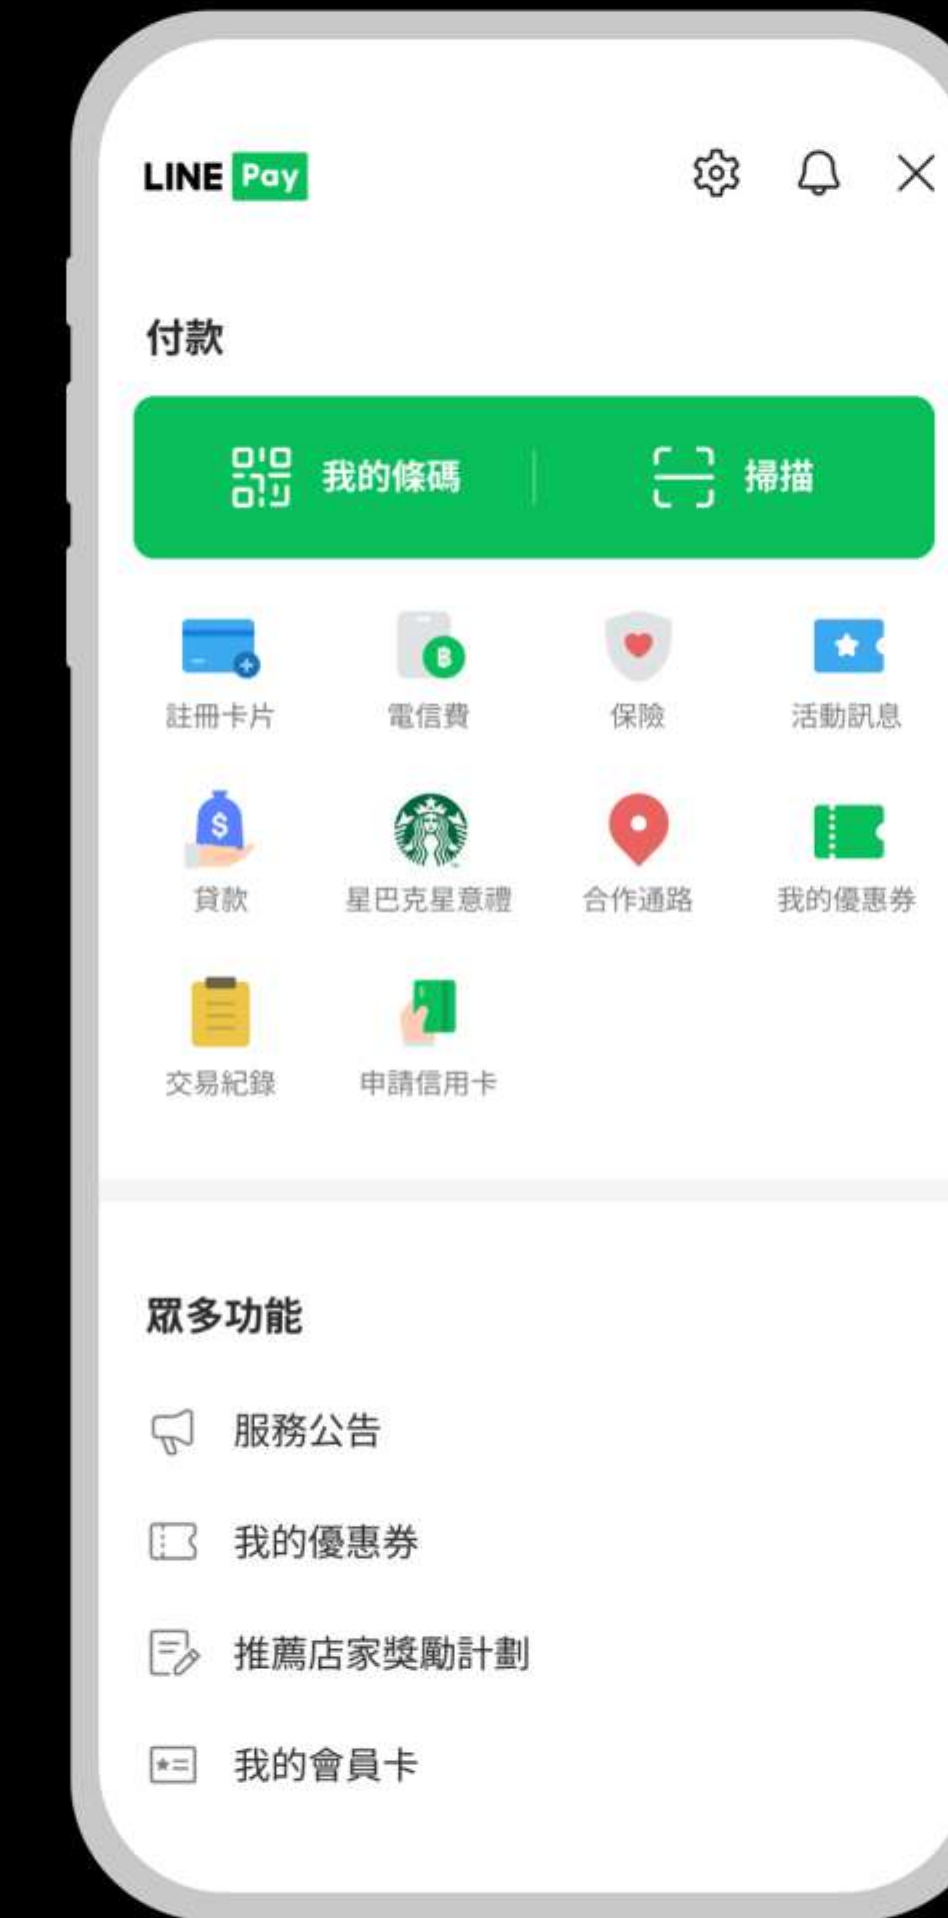 LINE Pay
付款
我的條碼 掃描
註冊卡片 電信費 保險 活動訊息
貸款 星巴克星意禮 合作通路 我的優惠券
交易紀錄 申請信用卡
眾多功能
服務公告
我的優惠券
推薦店家獎勵計劃
我的會員卡